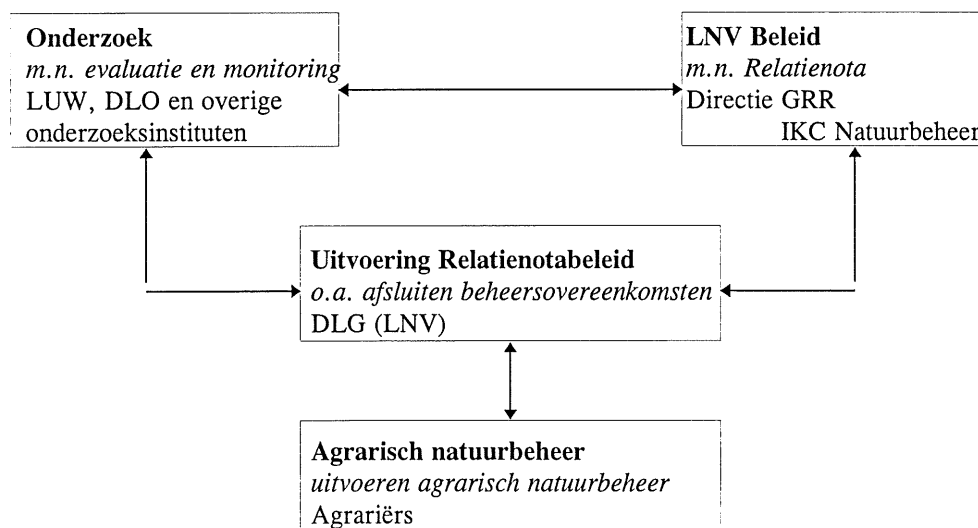 Onderzoek
m.n. evaluatie en monitoring
LUW, DLO en overige
onderzoeksinstituten
LNV Beleid
m.n. Relatienota
Directie GRR
IKC Natuurbeheer
Uitvoering Relatienotabeleid
o.a. afsluiten beheersovereenkomsten
DLG (LNV)
Agrarisch natuurbeheer
uitvoeren agrarisch natuurbeheer
Agrariërs